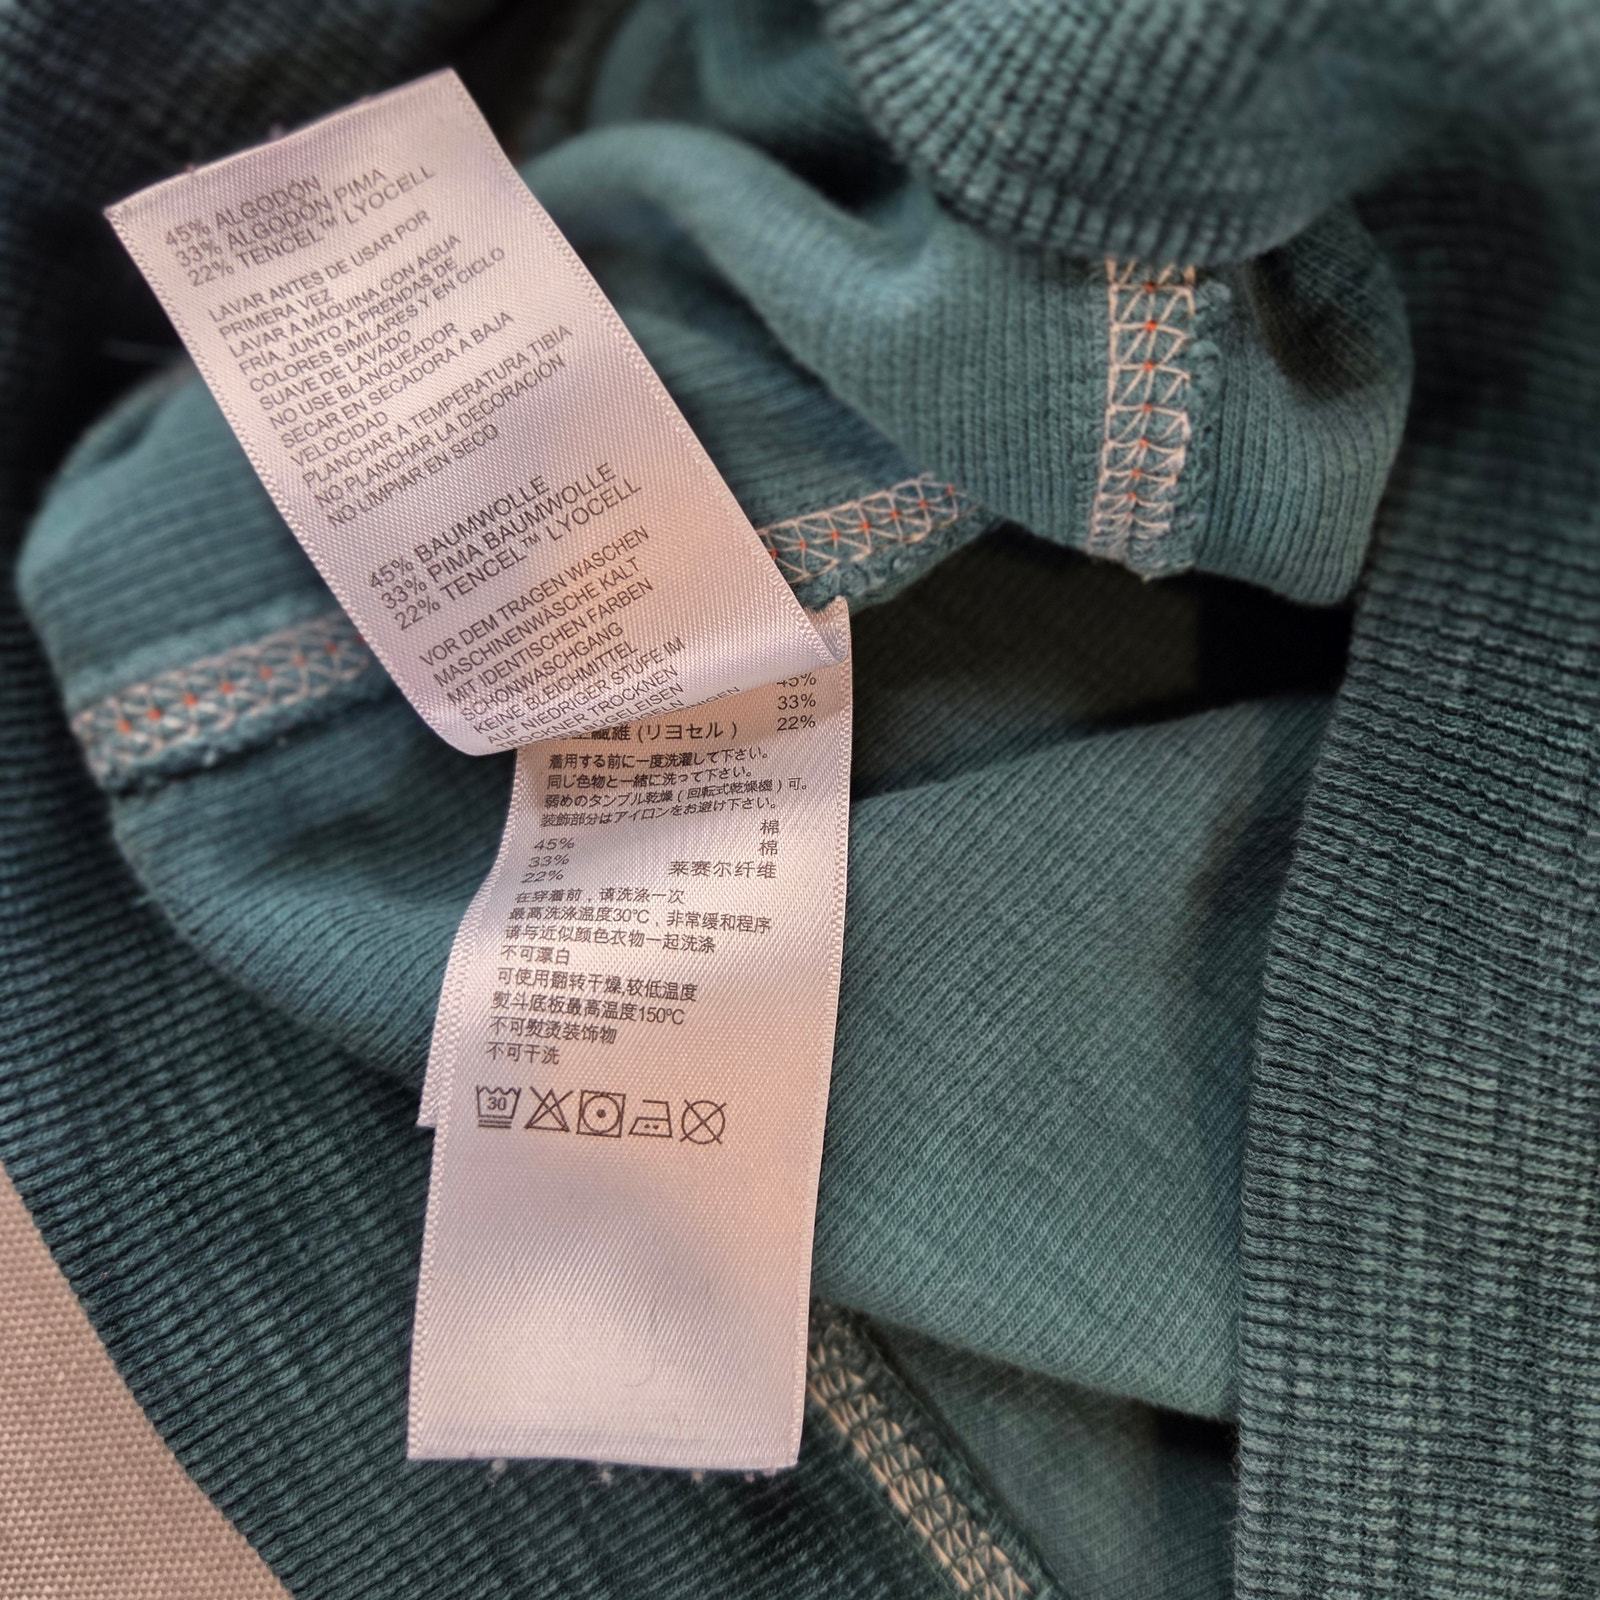 45% ALGODÓN
33% ALGODÓN PIMA
22% TENCEL™ LYOCELL
LAVAR ANTES DE USAR POR
PRIMERA VEZ
LAVAR A MÁQUINA CON AGUA
FRÍA, JUNTO A PRENDAS DE
COLORES SIMILARES, Y EN CICLO
SUAVE DE LAVADO
NO USE BLANQUEADOR
SECAR EN SECADORA A BAJA
VELOCIDAD
PLANCHAR A TEMPERATURA TIBIA
NO PLANCHAR LA DECORACIÓN
NO LIMPIAR EN SECO
45% BAUMWOLLE
33% PIMA BAUMWOLLE
22% TENCEL™ LYOCELL
VOR DEM TRAGEN WASCHEN
MASCHINENWÄSCHE KALT
MIT IDENTISCHEN FARBEN
SCHONWASCHGANG
KEINE BLEICHMITTEL
AUF NIEDRIGER STUFE IM
TROCKNER TROCKNEN
45%
33%
繊維 (リヨセル) 22%
着用する前に一度洗濯して下さい。
同じ色物と一緒に洗って下さい。
弱めのタンブル乾燥 (回転式乾燥機) 可。
装飾部分はアイロンをお避け下さい。
45% 棉
33% 棉
22% 莱赛尔纤维
在穿着前，请洗涤一次
最高洗涤温度30℃，非常缓和程序
请与近似颜色衣物一起洗涤
不可漂白
可使用翻转干燥,较低温度
熨斗底板最高温度150℃
不可熨烫装饰物
不可干洗
30